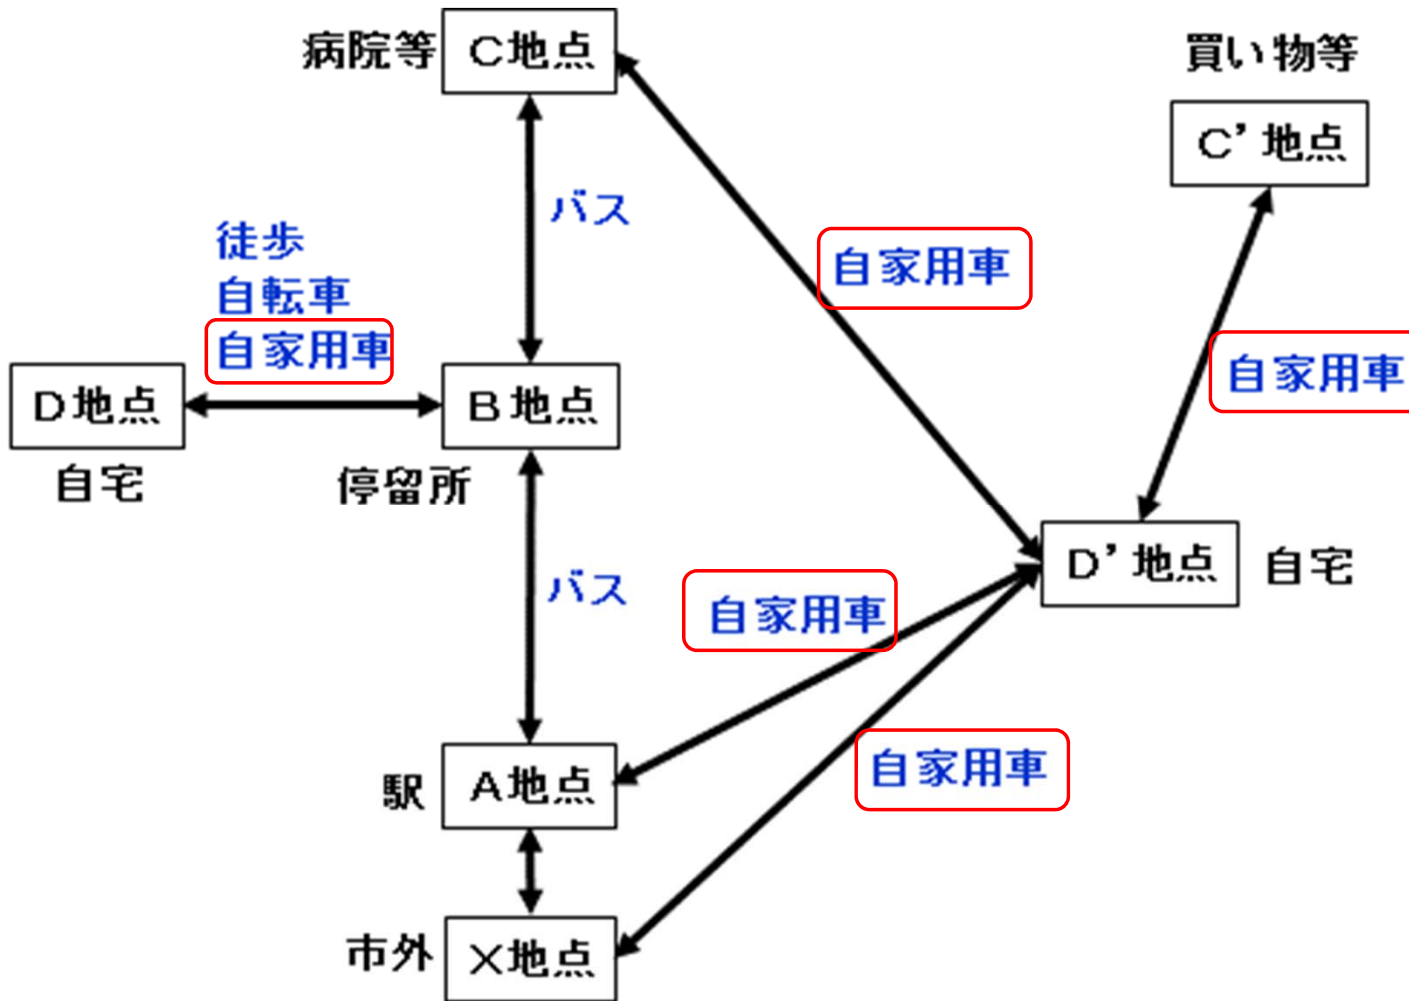 病院等
C地点
買い物等
C’地点
バス
徒歩
自転車
自家用車
自家用車
自家用車
D地点
B地点
自宅
停留所
D’地点
自宅
バス
自家用車
自家用車
駅
A地点
市外
X地点